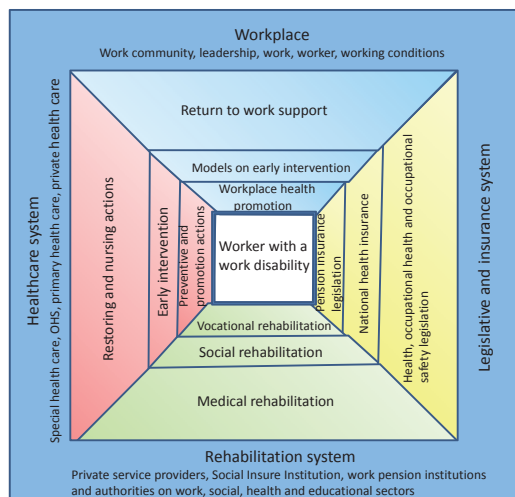 Workplace
Work community, leadership, work, worker, working conditions
Return to work support
Models on early intervention
Workplace health
promotion
Healthcare system
Special health care, OHS, primary health care, private health care
Restoring and nursing actions
Early intervention
Preventive and
promotion actions
Worker with a
work disability
Pension insurance
legislation
National health insurance
Health, occupational health and occupational
safety legislation
Legislative and insurance system
Vocational rehabilitation
Social rehabilitation
Medical rehabilitation
Rehabilitation system
Private service providers, Social Insure Institution, work pension institutions
and authorities on work, social, health and educational sectors